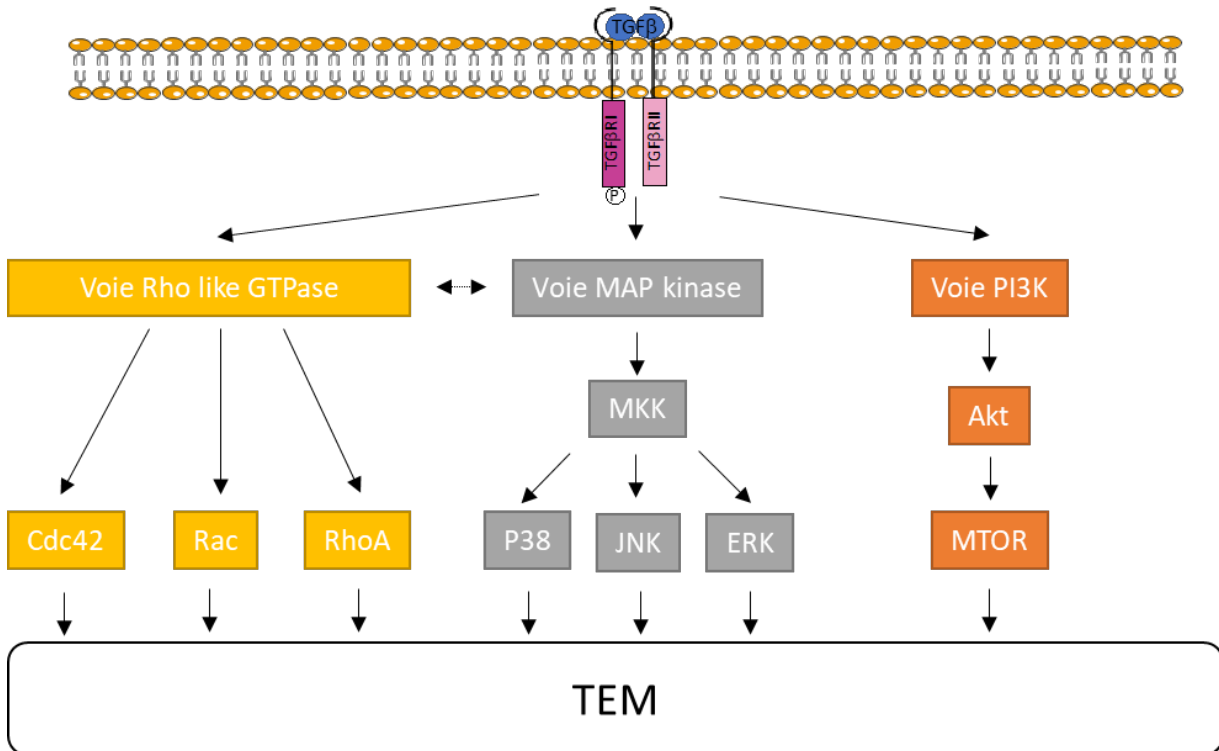 TGFβ
TGFβRI
TGFβRII
P
Voie Rho like GTPase
Voie MAP kinase
Voie PI3K
MKK
Akt
Cdc42
Rac
RhoA
P38
JNK
ERK
MTOR
TEM